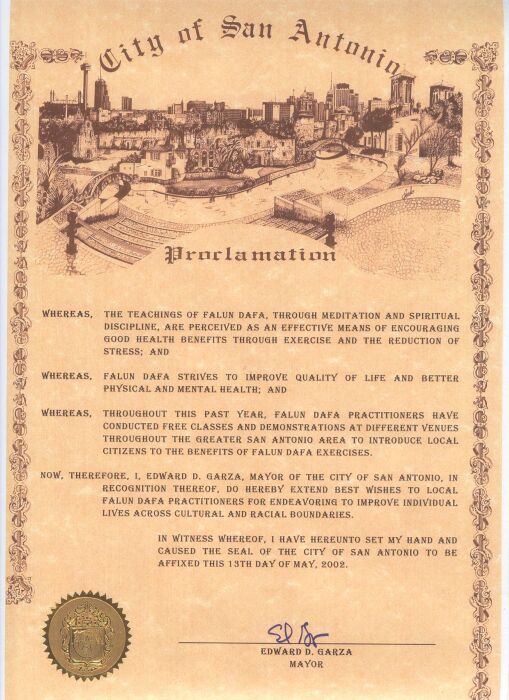 City of San Antonio
Proclamation
WHEREAS, THE TEACHINGS OF FALUN DAFA, THROUGH MEDITATION AND SPIRITUAL
DISCIPLINE, ARE PERCEIVED AS AN EFFECTIVE MEANS OF ENCOURAGING
GOOD HEALTH BENEFITS THROUGH EXERCISE AND THE REDUCTION OF
STRESS; AND
WHEREAS, FALUN DAFA STRIVES TO IMPROVE QUALITY OF LIFE AND BETTER
PHYSICAL AND MENTAL HEALTH; AND
WHEREAS, THROUGHOUT THIS PAST YEAR, FALUN DAFA PRACTITIONERS HAVE
CONDUCTED FREE CLASSES AND DEMONSTRATIONS AT DIFFERENT VENUES
THROUGHOUT THE GREATER SAN ANTONIO AREA TO INTRODUCE LOCAL
CITIZENS TO THE BENEFITS OF FALUN DAFA EXERCISES.
NOW, THEREFORE, I, EDWARD D. GARZA, MAYOR OF THE CITY OF SAN ANTONIO, IN
RECOGNITION THEREOF, DO HEREBY EXTEND BEST WISHES TO LOCAL
FALUN DAFA PRACTITIONERS FOR ENDEAVORING TO IMPROVE INDIVIDUAL
LIVES ACROSS CULTURAL AND RACIAL BOUNDARIES.
IN WITNESS WHEREOF, I HAVE HEREUNTO SET MY HAND AND
CAUSED THE SEAL OF THE CITY OF SAN ANTONIO TO BE
AFFIXED THIS 13TH DAY OF MAY, 2002.
EDWARD D. GARZA
MAYOR